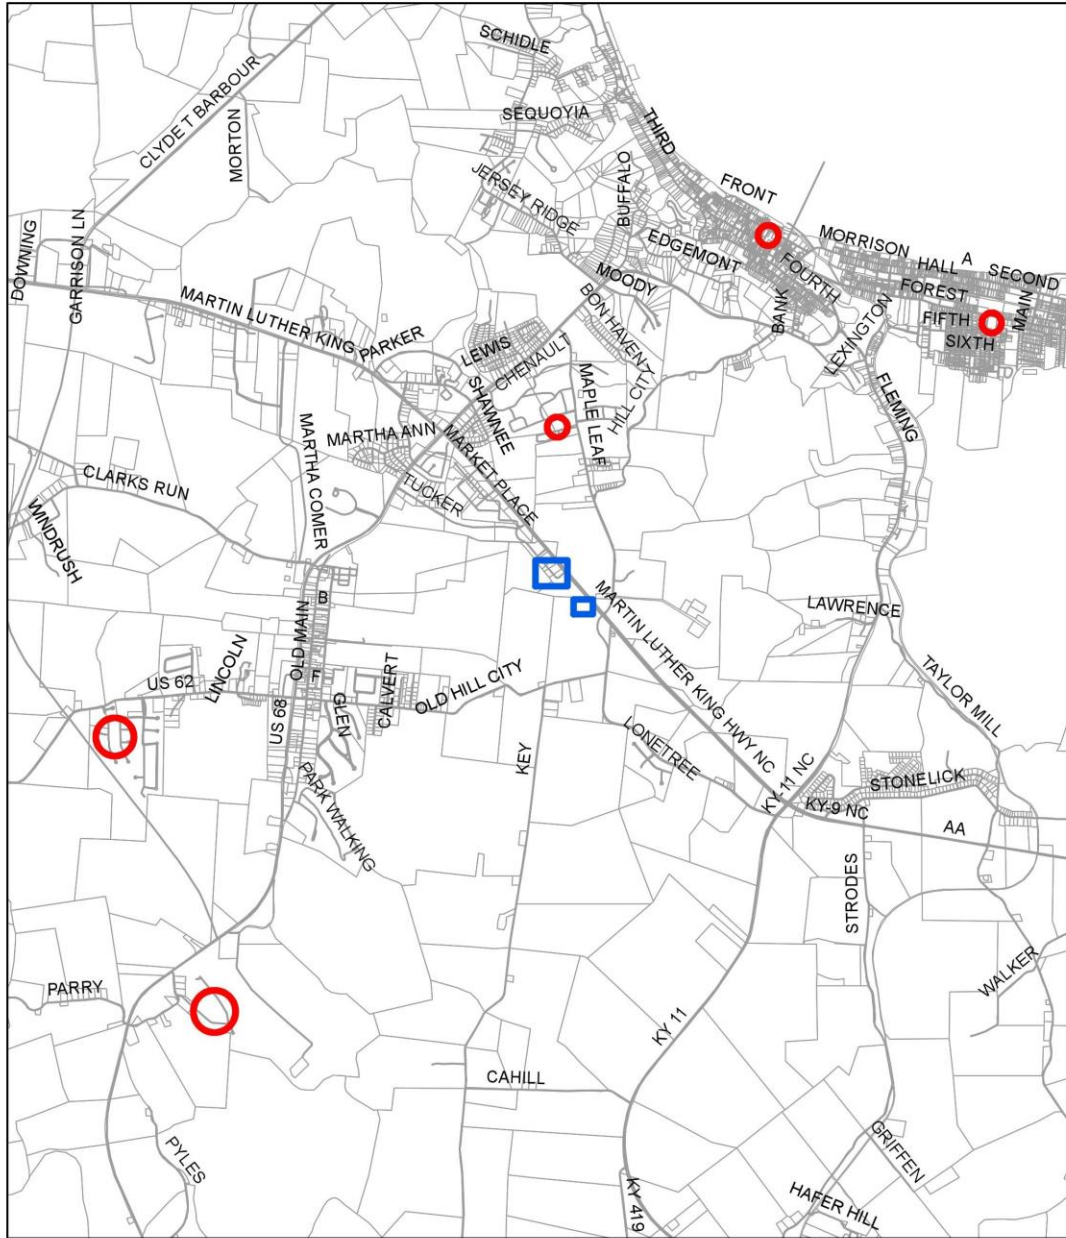 SCHIDLE
CLYDE T BARBOUR
MORTON
SEQUOYIA
THIRD
FRONT
JERSEY RIDGE
BUFFALO
EDGEMONT
MORRISON
A
HALL
SECOND
DOWNING
GARRISON LN
MOODY
FOURTH
FOREST
MARTIN LUTHER KING
BON HAVEN
BANK
FIFTH
MAIN
PARKER
LEWIS
CHENAULT
LEXINGTON
SIXTH
SHAWNEE
MAPLE LEAF
HILL CITY
FLEMING
MARTHA ANN
MARKET PLACE
MARTHA COMER
CLARKS RUN
TUCKER
WINDRUSH
B
MARTIN LUTHER KING HWY NC
LAWRENCE
OLD MAIN
LINCOLN
US 62
F
CALVERT
OLD HILL CITY
TAYLOR MILL
GLEN
US 68
KEY
LONETREE
PARK WALKING
KY-11 NC
STONELICK
KY-9 NC
AA
STRODES
PARRY
WALKER
KY 11
CAHILL
PYLES
GRIFFEN
KY 419
HAFER HILL